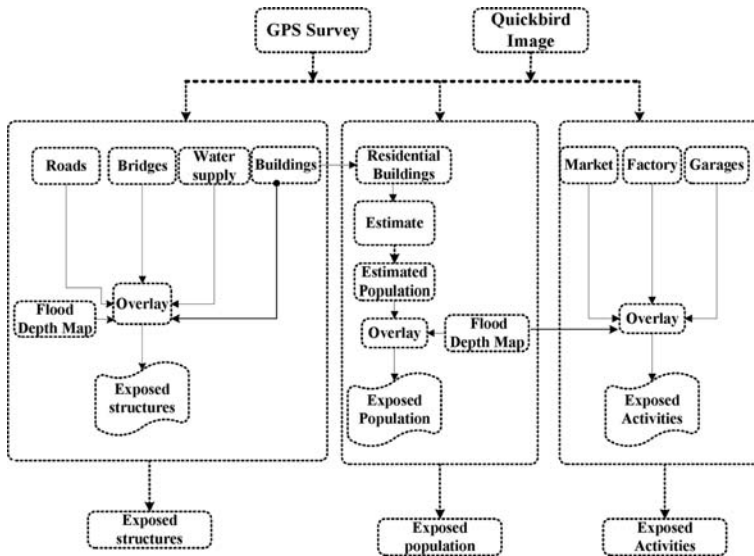 GPS Survey
Quickbird
Image
Roads
Bridges
Water
supply
Buildings
Residential
Buildings
Market
Factory
Garages
Estimate
Estimated
Population
Flood
Depth Map
Overlay
Overlay
Flood
Depth Map
Overlay
Exposed
structures
Exposed
Population
Exposed
Activities
Exposed
structures
Exposed
population
Exposed
Activities